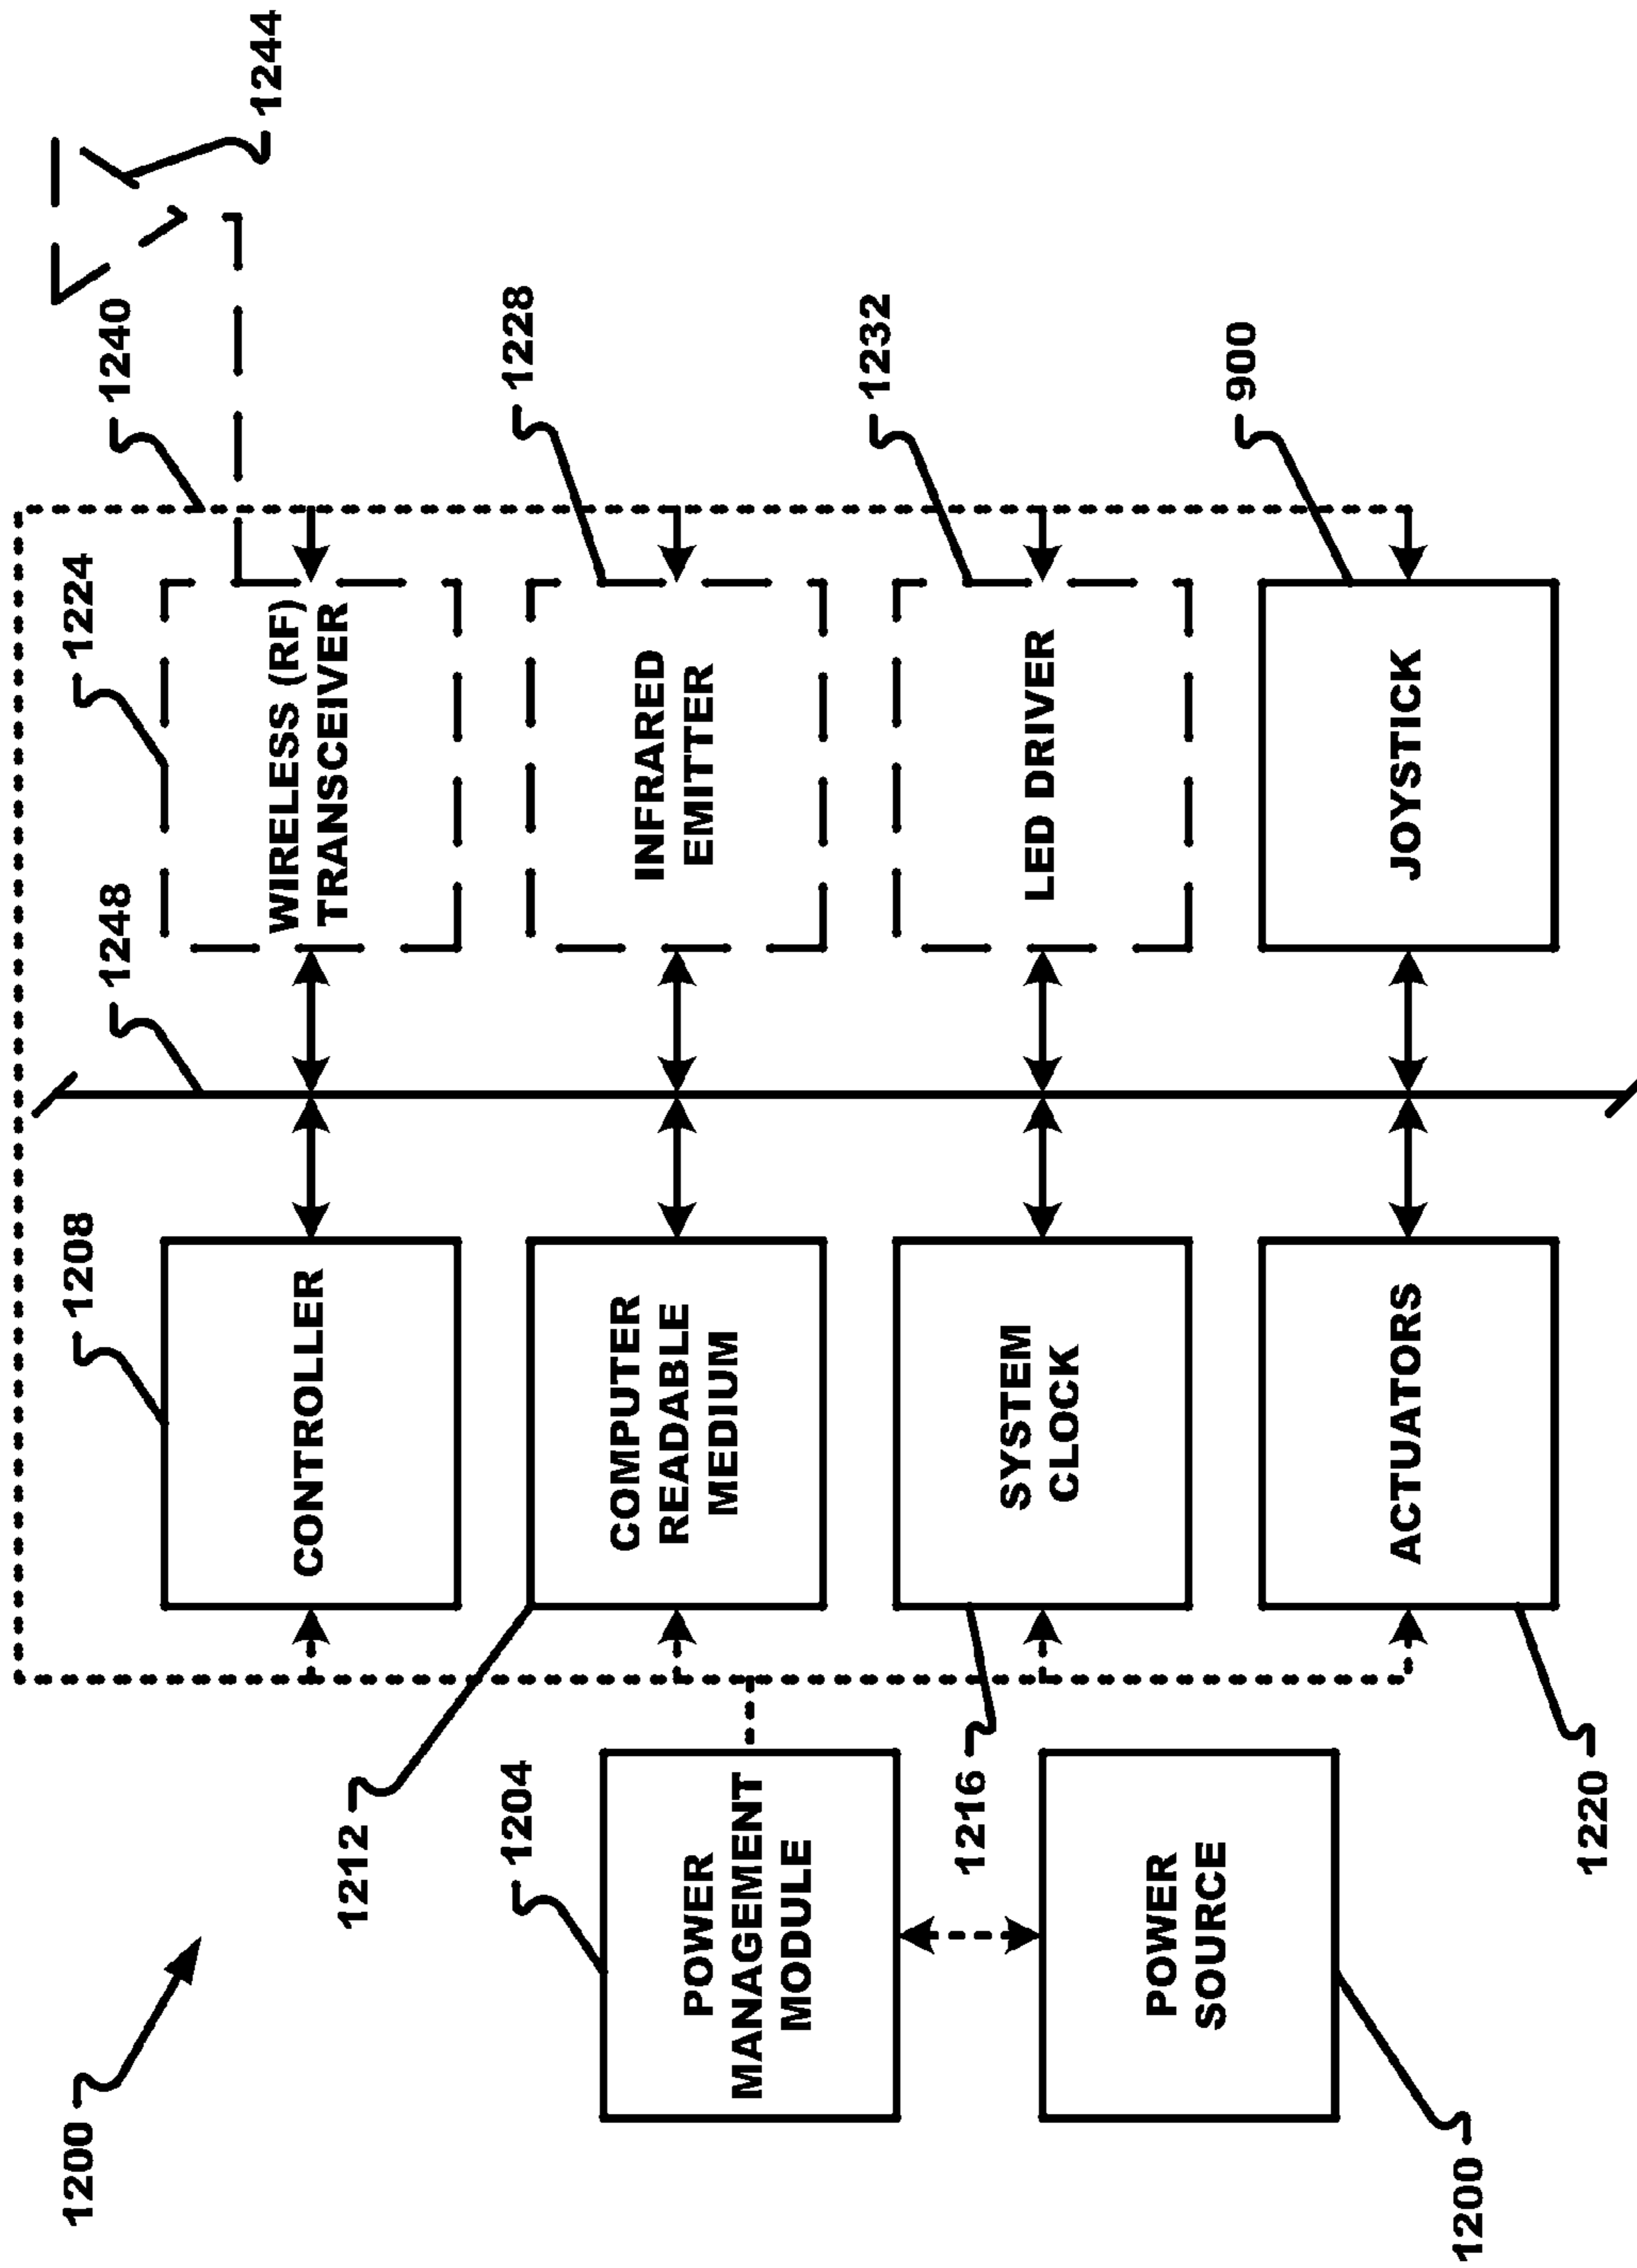 1200
1208
1248
1224
1240
1244
CONTROLLER
WIRELESS (RF)
TRANSCEIVER
1212
1204
1228
POWER
MANAGEMENT
MODULE
COMPUTER
READABLE
MEDIUM
INFRARED
EMITTER
1216
1232
POWER
SOURCE
SYSTEM
CLOCK
LED DRIVER
900
ACTUATORS
JOYSTICK
1200
1220